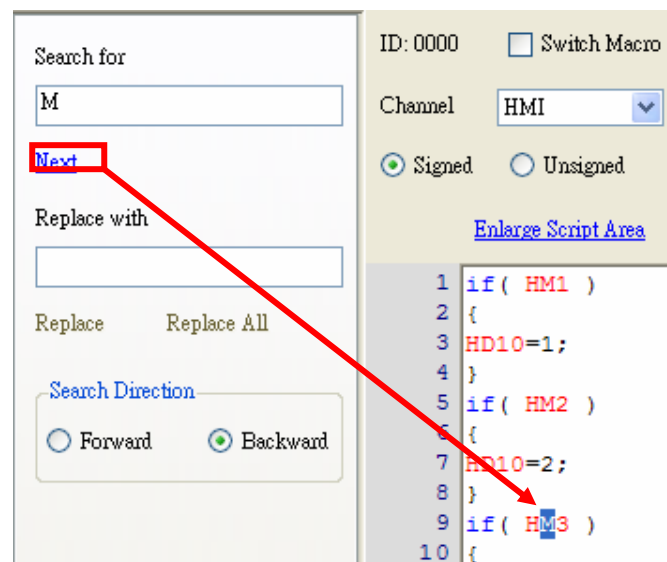 Search for
M
Next
Replace with
Replace Replace All
Search Direction
Forward Backward
ID: 0000 Switch Macro
Channel HMI
Signed Unsigned
Enlarge Script Area
1 if( HM1 )
2 {
3 HD10=1;
4 }
5 if( HM2 )
6 {
7 HD10=2;
8 }
9 if( HM3 )
10 {